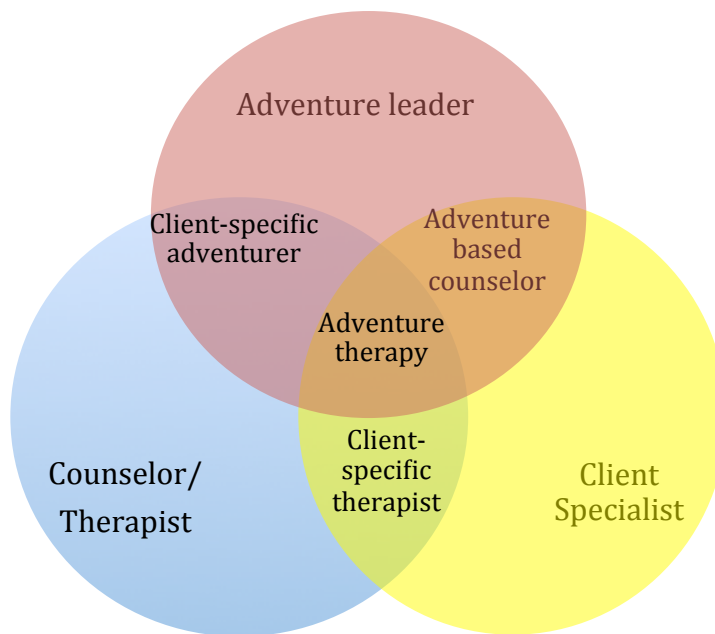 Adventure leader
Client-specific
adventurer
Adventure
based
counselor
Adventure
therapy
Client-
specific
therapist
Counselor/
Therapist
Client
Specialist